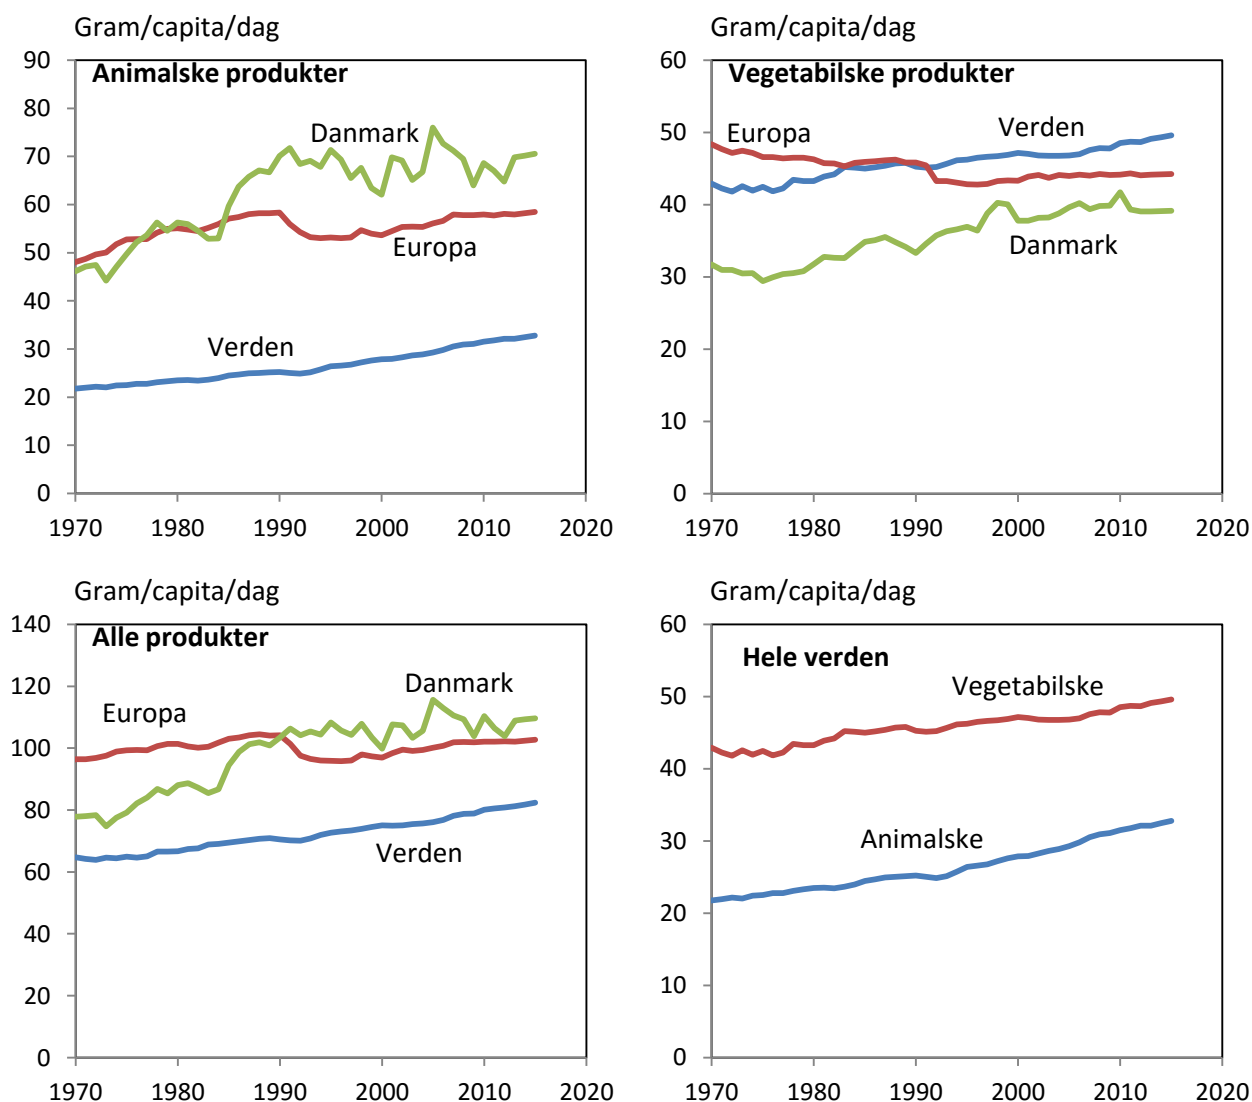 Gram/capita/dag
Animalske produkter
90
80
70
60
50
40
30
20
10
0
Danmark
Europa
Verden
1970 1980 1990 2000 2010 2020
Gram/capita/dag
Vegetabilske produkter
60
50
40
30
20
10
0
Europa
Verden
Danmark
1970 1980 1990 2000 2010 2020
Gram/capita/dag
Alle produkter
140
120
100
80
60
40
20
0
Danmark
Europa
Verden
1970 1980 1990 2000 2010 2020
Gram/capita/dag
Hele verden
60
50
40
30
20
10
0
Vegetabilske
Animalske
1970 1980 1990 2000 2010 2020